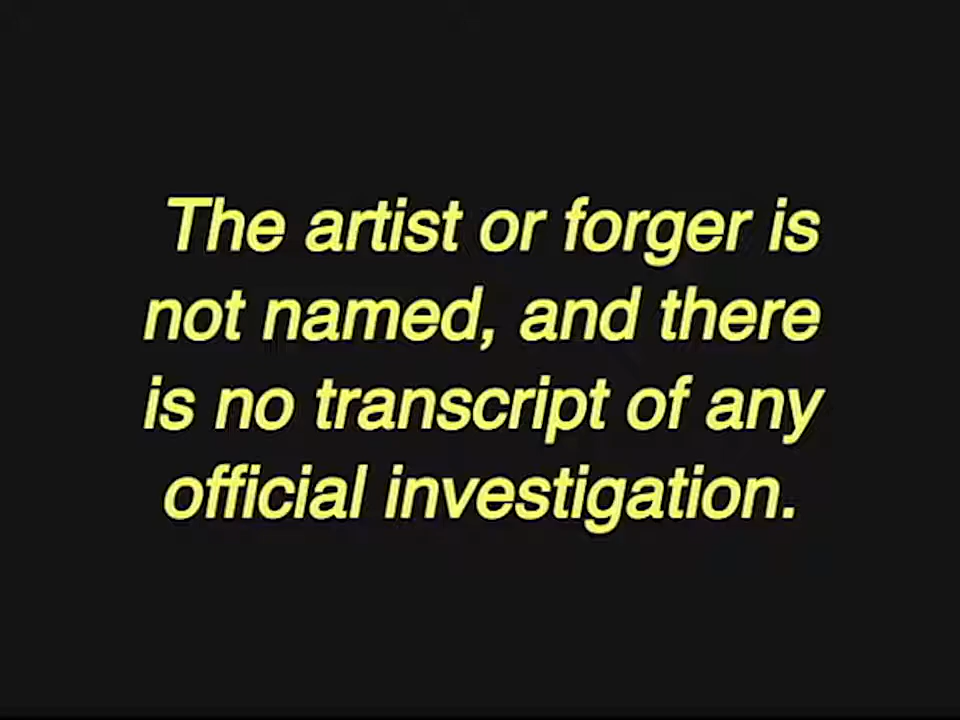 The artist or forger is
not named, and there
is no transcript of any
official investigation.